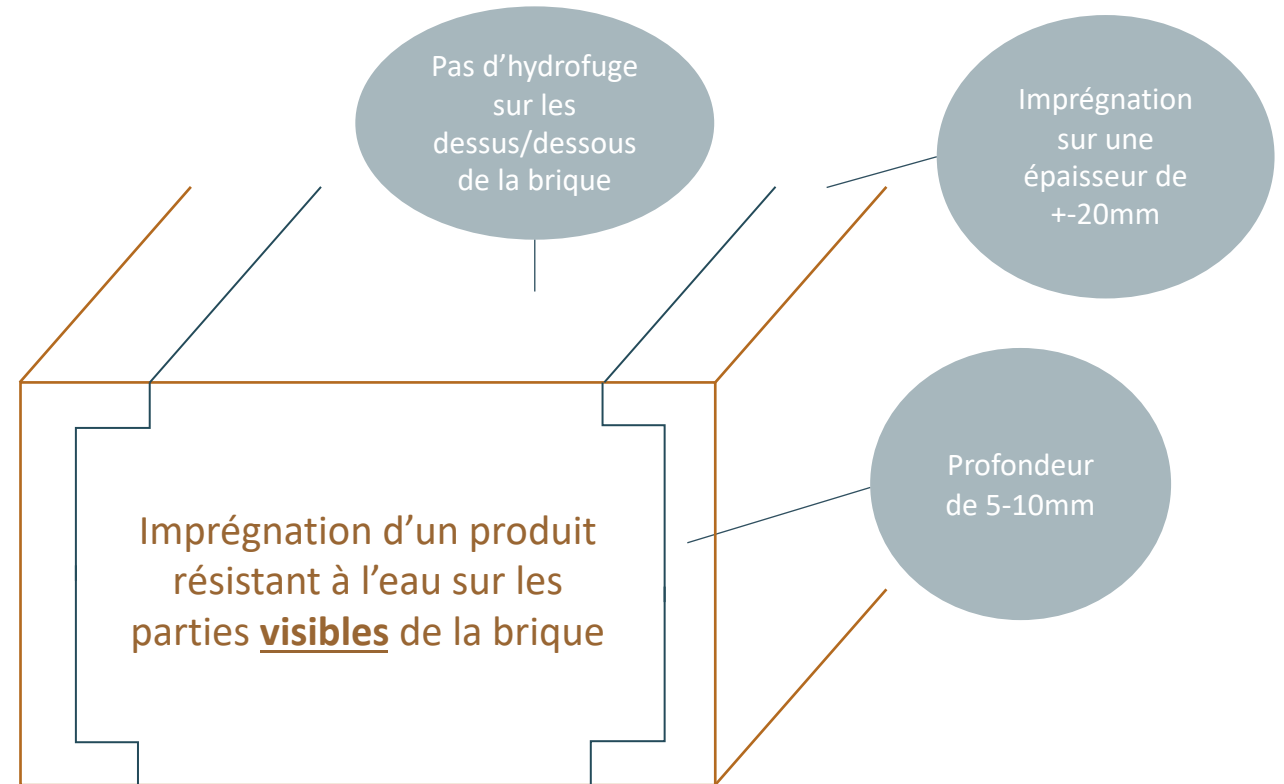 Pas d’hydrofuge
sur les
dessus/dessous
de la brique
Imprégnation
sur une
épaisseur de
+-20mm
Profondeur
de 5-10mm
Imprégnation d’un produit
résistant à l’eau sur les
parties visibles de la brique